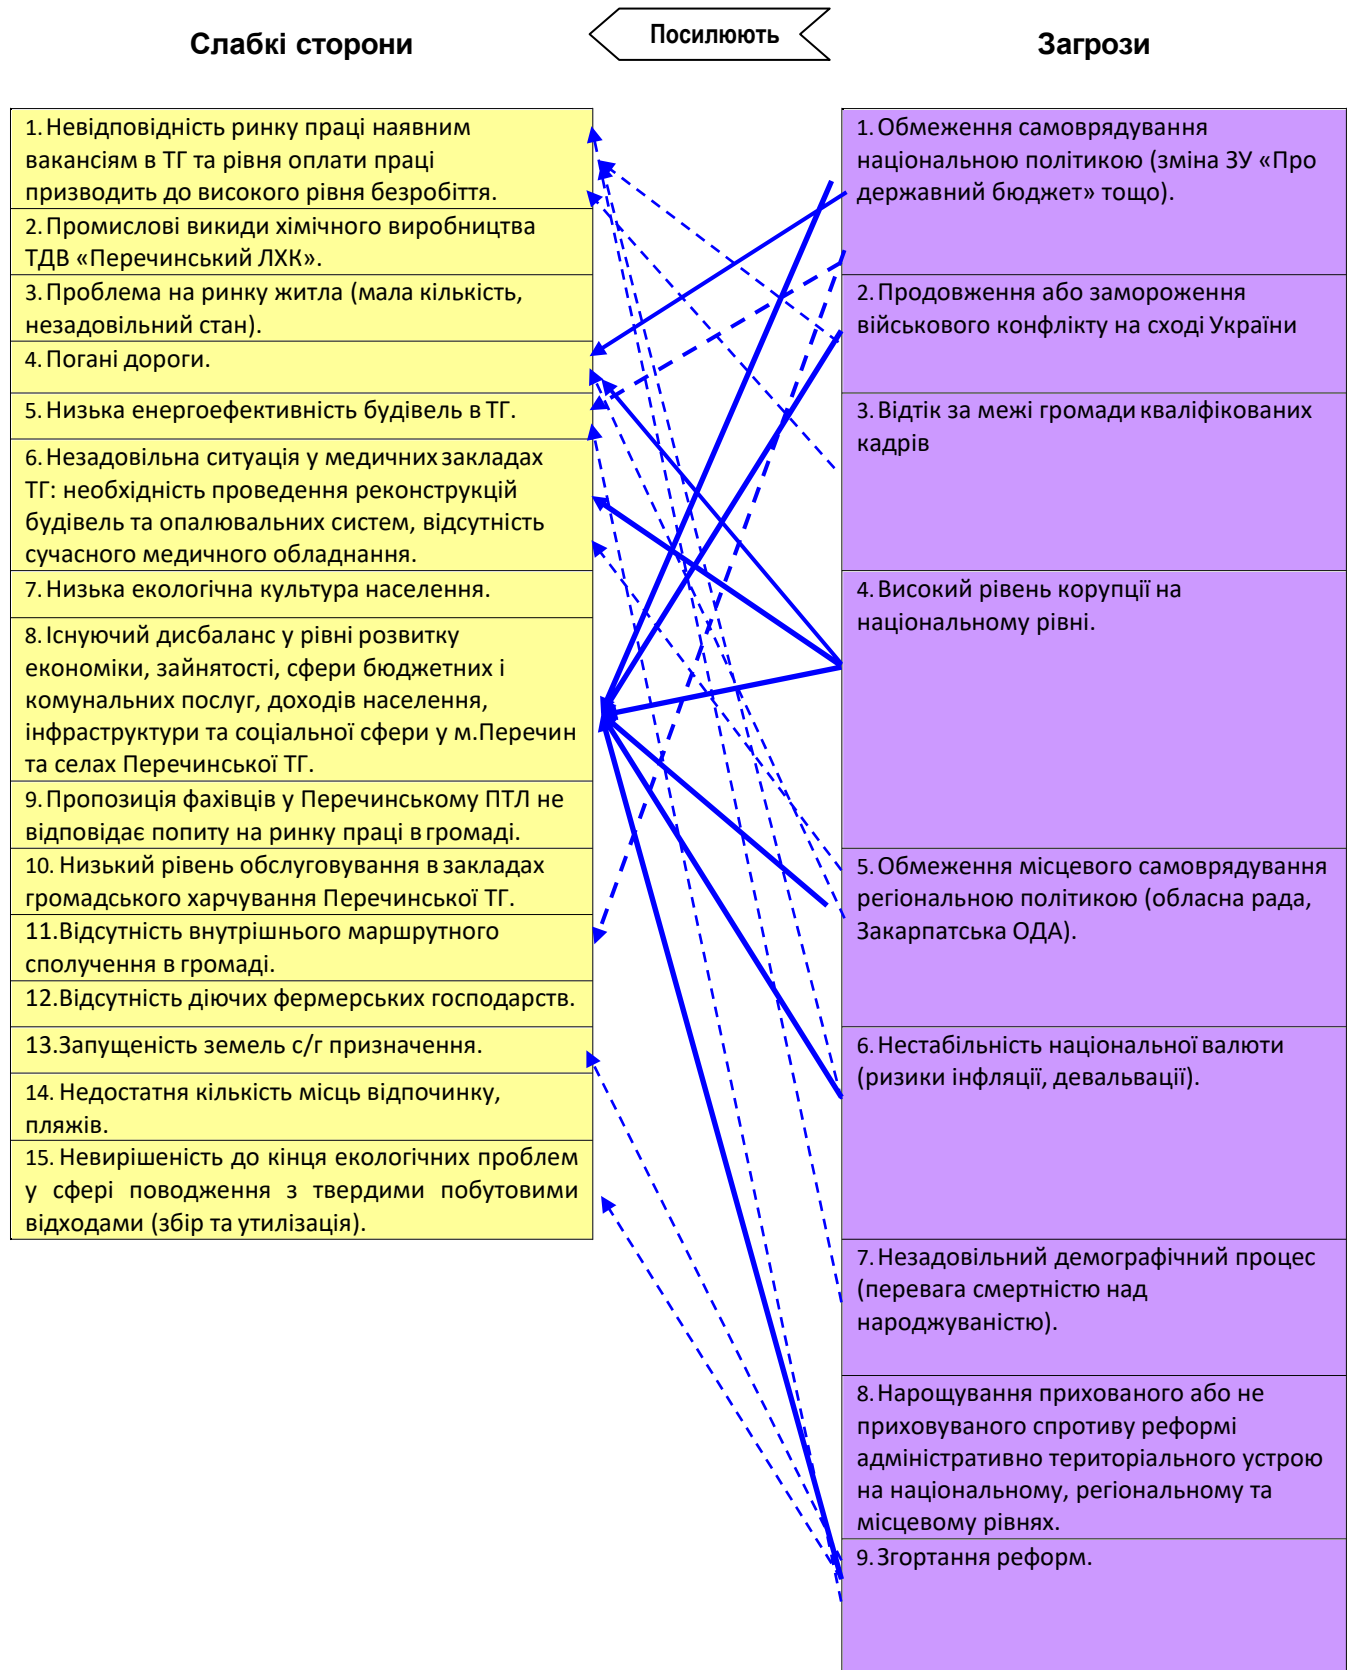 Слабкі сторони
Посилюють
Загрози
1. Невідповідність ринку праці наявним
вакансіям в ТГ та рівня оплати праці
призводить до високого рівня безробіття.
2. Промислові викиди хімічного виробництва
ТДВ «Перечинський ЛХК».
3. Проблема на ринку житла (мала кількість,
незадовільний стан).
4. Погані дороги.
5. Низька енергоефективність будівель в ТГ.
6. Незадовільна ситуація у медичних закладах
ТГ: необхідність проведення реконструкцій
будівель та опалювальних систем, відсутність
сучасного медичного обладнання.
7. Низька екологічна культура населення.
8. Існуючий дисбаланс у рівні розвитку
економіки, зайнятості, сфери бюджетних і
комунальних послуг, доходів населення,
інфраструктури та соціальної сфери у м.Перечин
та селах Перечинської ТГ.
9. Пропозиція фахівців у Перечинському ПТЛ не
відповідає попиту на ринку праці в громаді.
10. Низький рівень обслуговування в закладах
громадського харчування Перечинської ТГ.
11.Відсутність внутрішнього маршрутного
сполучення в громаді.
12.Відсутність діючих фермерських господарств.
13.Запущеність земель с/г призначення.
14. Недостатня кількість місць відпочинку,
пляжів.
15. Невирішеність до кінця екологічних проблем
у сфері поводження з твердими побутовими
відходами (збір та утилізація).
1. Обмеження самоврядування
національною політикою (зміна ЗУ «Про
державний бюджет» тощо).
2. Продовження або замороження
військового конфлікту на сході України
3. Відтік за межі громади кваліфікованих
кадрів
4. Високий рівень корупції на
національному рівні.
5. Обмеження місцевого самоврядування
регіональною політикою (обласна рада,
Закарпатська ОДА).
6. Нестабільність національної валюти
(ризики інфляції, девальвації).
7. Незадовільний демографічний процес
(перевага смертністю над
народжуваністю).
8. Нарощування прихованого або не
приховуваного спротиву реформі
адміністративно територіального устрою
на національному, регіональному та
місцевому рівнях.
9. Згортання реформ.